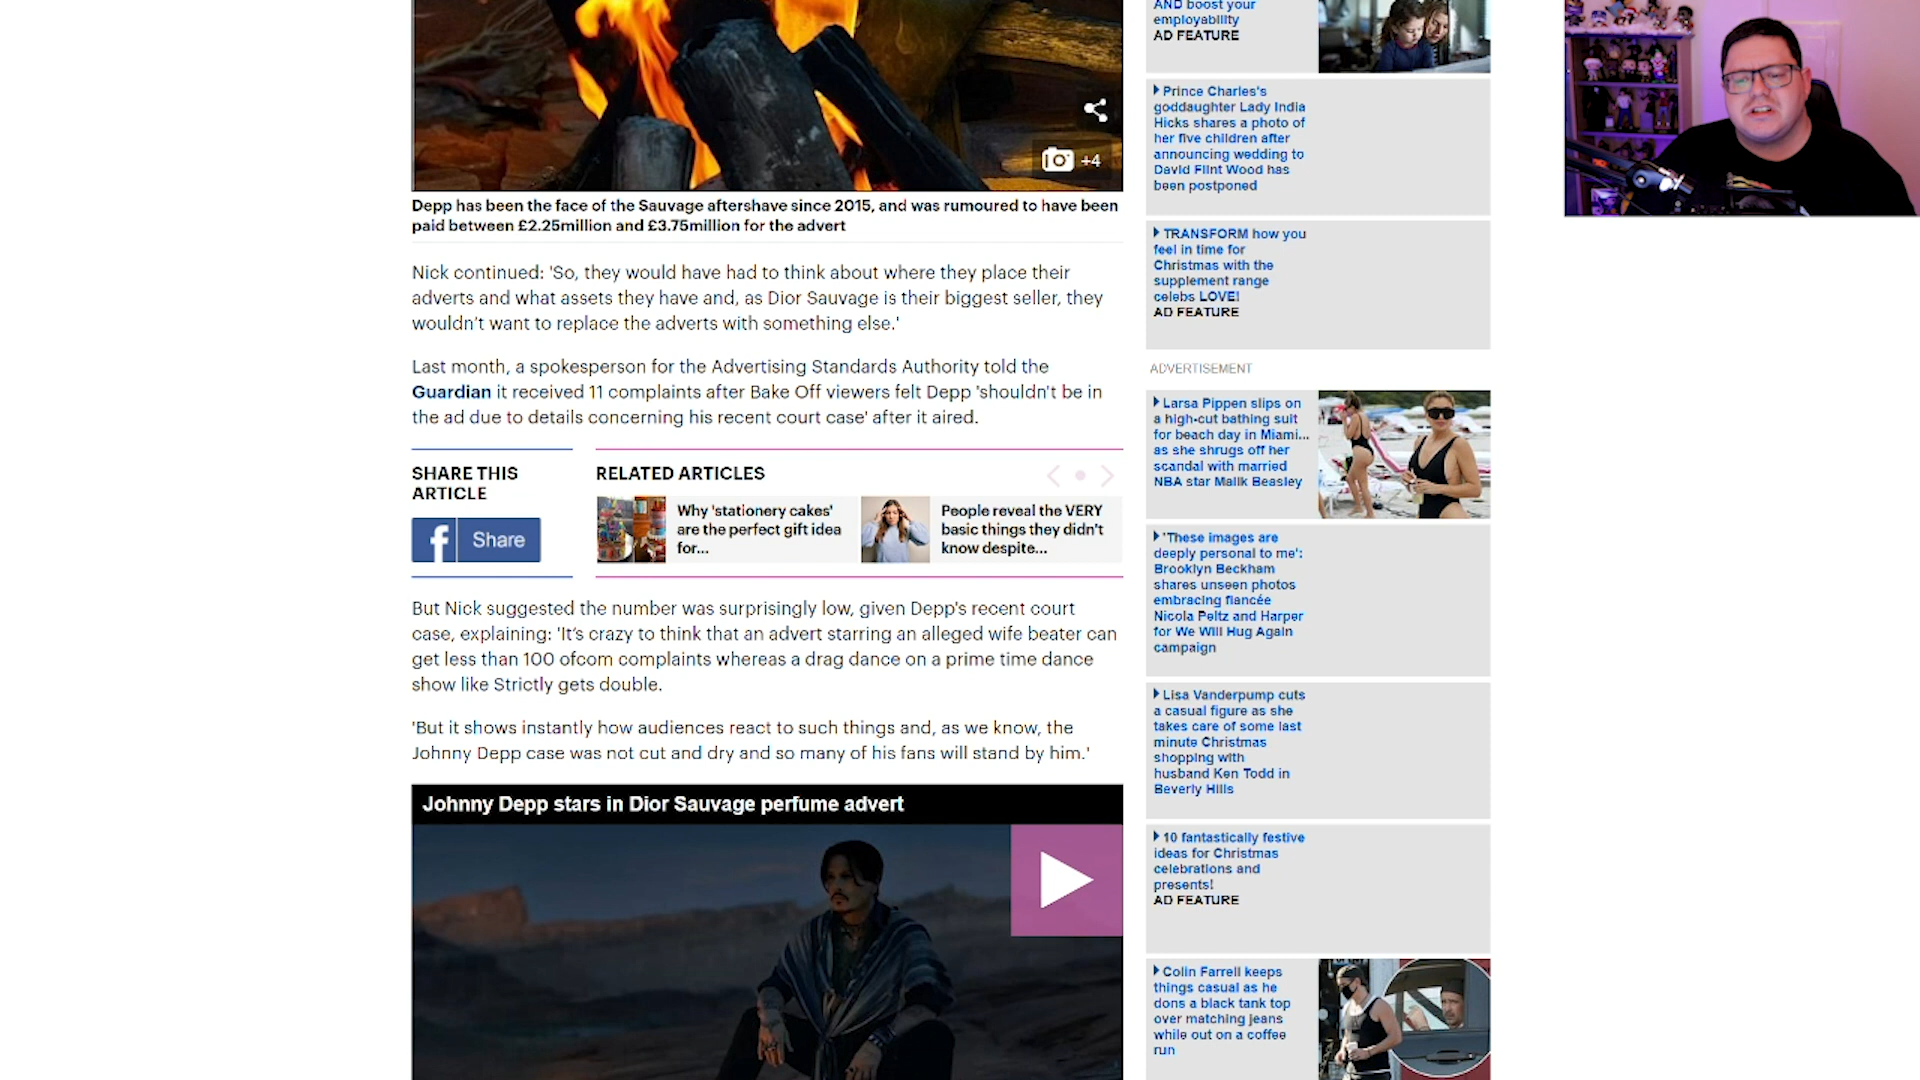 +4
Depp has been the face of the Sauvage aftershave since 2015, and was rumoured to have been
paid between £2.25million and £3.75million for the advert
Nick continued: 'So, they would have had to think about where they place their
adverts and what assets they have and, as Dior Sauvage is their biggest seller, they
wouldn't want to replace the adverts with something else.'
Last month, a spokesperson for the Advertising Standards Authority told the
Guardian it received 11 complaints after Bake Off viewers felt Depp 'shouldn't be in
the ad due to details concerning his recent court case' after it aired.
SHARE THIS
ARTICLE
f Share
RELATED ARTICLES
Why 'stationery cakes'
are the perfect gift idea
for...
People reveal the VERY
basic things they didn't
know despite...
But Nick suggested the number was surprisingly low, given Depp's recent court
case, explaining: 'It's crazy to think that an advert starring an alleged wife beater can
get less than 100 ofcom complaints whereas a drag dance on a prime time dance
show like Strictly gets double.
'But it shows instantly how audiences react to such things and, as we know, the
Johnny Depp case was not cut and dry and so many of his fans will stand by him.'
Johnny Depp stars in Dior Sauvage perfume advert
AND boost your
employability
AD FEATURE
Prince Charles's
goddaughter Lady India
Hicks shares a photo of
her five children after
announcing wedding to
David Flint Wood has
been postponed
TRANSFORM how you
feel in time for
Christmas with the
supplement range
celebs LOVE!
AD FEATURE
ADVERTISEMENT
Larsa Pippen slips on
a high-cut bathing suit
for beach day in Miami...
as she shrugs off her
scandal with married
NBA star Malik Beasley
'These images are
deeply personal to me':
Brooklyn Beckham
shares unseen photos
embracing fiancée
Nicola Peltz and Harper
for We Will Hug Again
campaign
Lisa Vanderpump cuts
a casual figure as she
takes care of some last
minute Christmas
shopping with
husband Ken Todd in
Beverly Hills
10 fantastically festive
ideas for Christmas
celebrations and
presents!
AD FEATURE
Colin Farrell keeps
things casual as he
dons a black tank top
over matching jeans
while out on a coffee
run